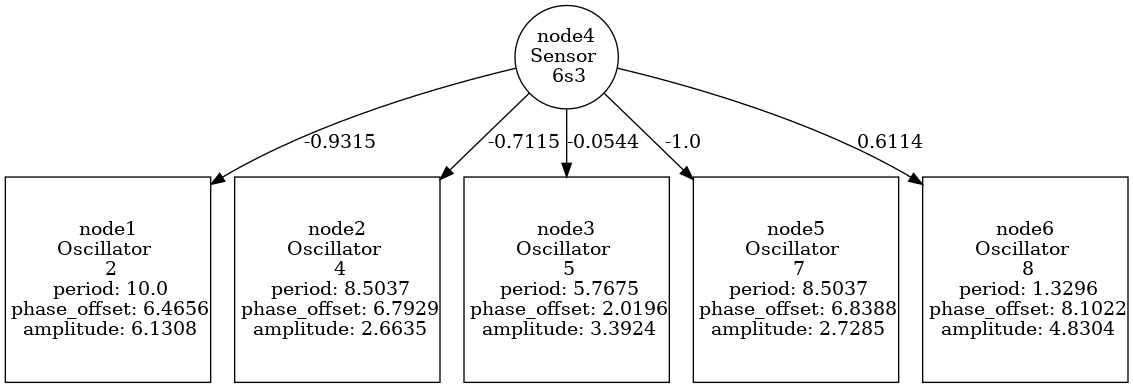 node4
Sensor
6s3
-0.9315
-0.7115
-0.0544
-1.0
0.6114
node1
Oscillator
2
period: 10.0
phase_offset: 6.4656
amplitude: 6.1308
node2
Oscillator
4
period: 8.5037
phase_offset: 6.7929
amplitude: 2.6635
node3
Oscillator
5
period: 5.7675
phase_offset: 2.0196
amplitude: 3.3924
node5
Oscillator
7
period: 8.5037
phase_offset: 6.8388
amplitude: 2.7285
node6
Oscillator
8
period: 1.3296
phase_offset: 8.1022
amplitude: 4.8304